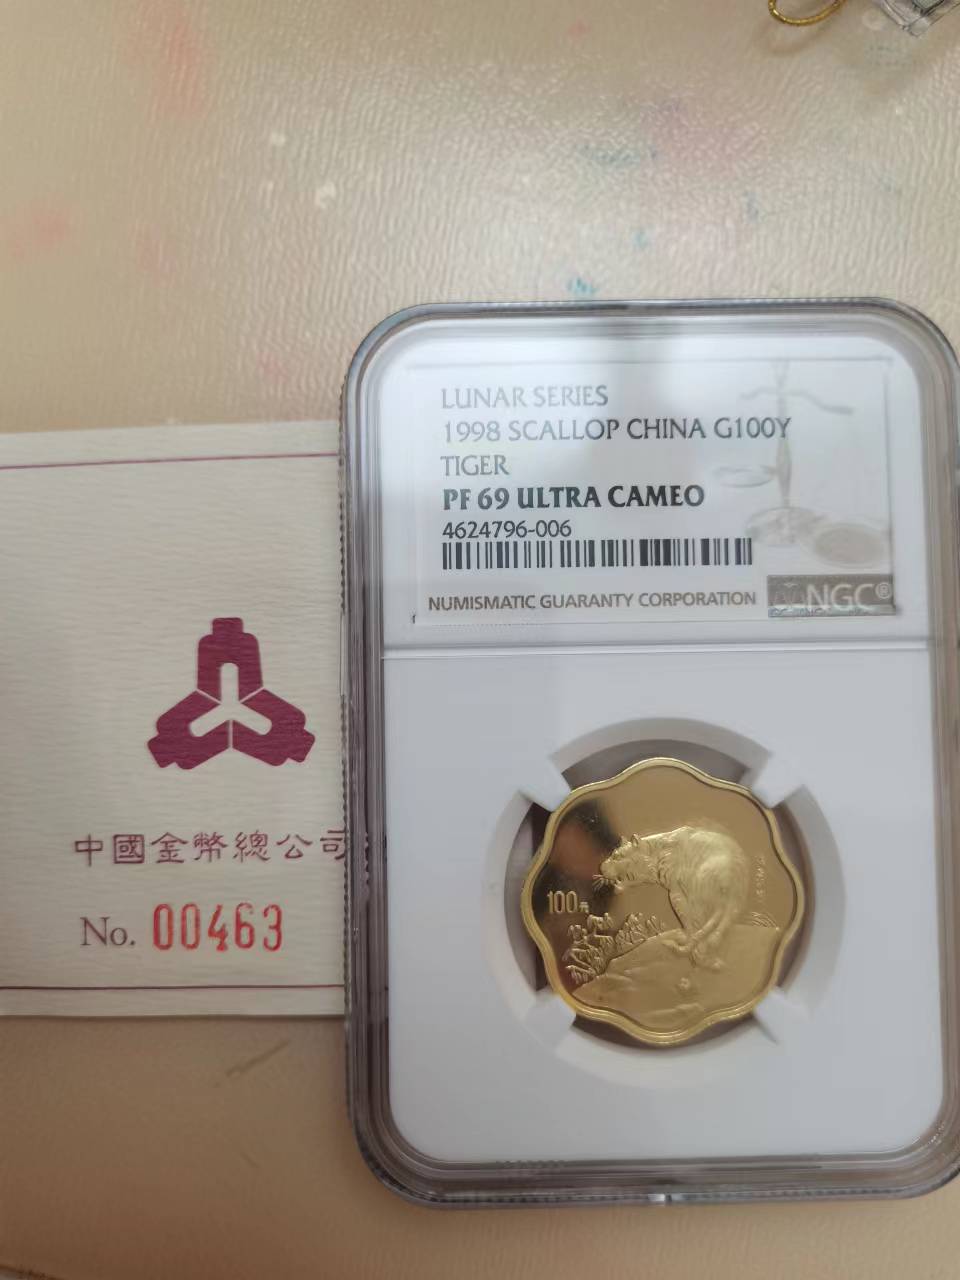 LUNAR SERIES
1998 SCALLOP CHINA G100Y
TIGER
PF 69 ULTRA CAMEO
4624796-006
NUMISMATIC GUARANTY CORPORATION
NGC®
100元
中國金幣總公司
No. 00463